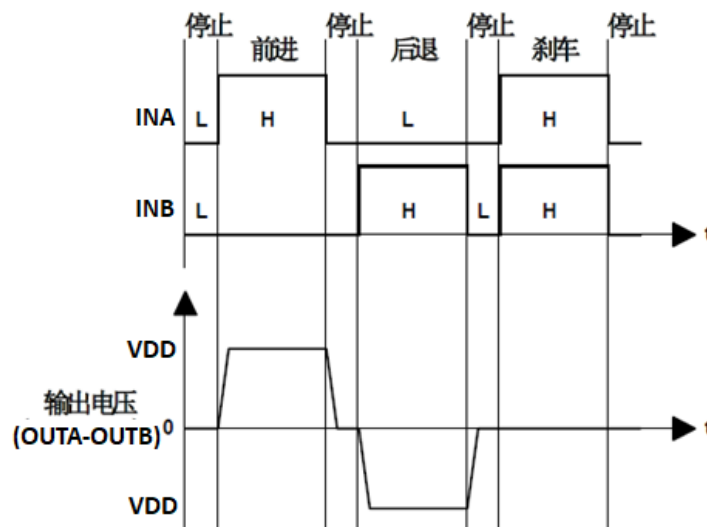 停止 停止 停止 停止
前进 后退 刹车
INA L H L H
INB L H L H
t
VDD
输出电压
(OUTA-OUTB) 0
t
VDD